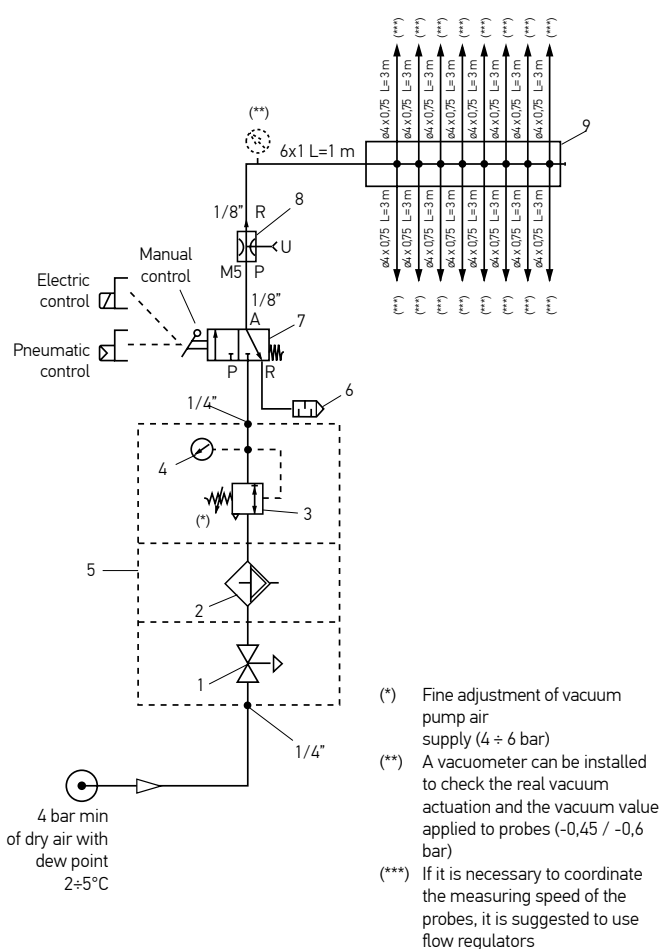 (***) (***) (***) (***) (***) (***) (***)
ø4 x 0,75 L= 3 m ø4 x 0,75 L= 3 m ø4 x 0,75 L= 3 m ø4 x 0,75 L= 3 m ø4 x 0,75 L= 3 m ø4 x 0,75 L= 3 m ø4 x 0,75 L= 3 m ø4 x 0,75 L= 3 m
9
(**)
6x1 L=1 m
ø4 x 0,75 L= 3 m ø4 x 0,75 L= 3 m ø4 x 0,75 L= 3 m ø4 x 0,75 L= 3 m ø4 x 0,75 L= 3 m ø4 x 0,75 L= 3 m ø4 x 0,75 L= 3 m ø4 x 0,75 L= 3 m
(***) (***) (***) (***) (***) (***) (***) (***)
8
1/8" R
U
M5 P
Manual
control
Electric
control
1/8"
A
7
Pneumatic
control
P R
6
1/4"
4
3
(*)
5
2
1
1/4"
4 bar min
of dry air with
dew point
2÷5°C
(*) Fine adjustment of vacuum
pump air
supply (4 ÷ 6 bar)
(**) A vacuometer can be installed
to check the real vacuum
actuation and the vacuum value
applied to probes (-0,45 / -0,6
bar)
(***) If it is necessary to coordinate
the measuring speed of the
probes, it is suggested to use
flow regulators